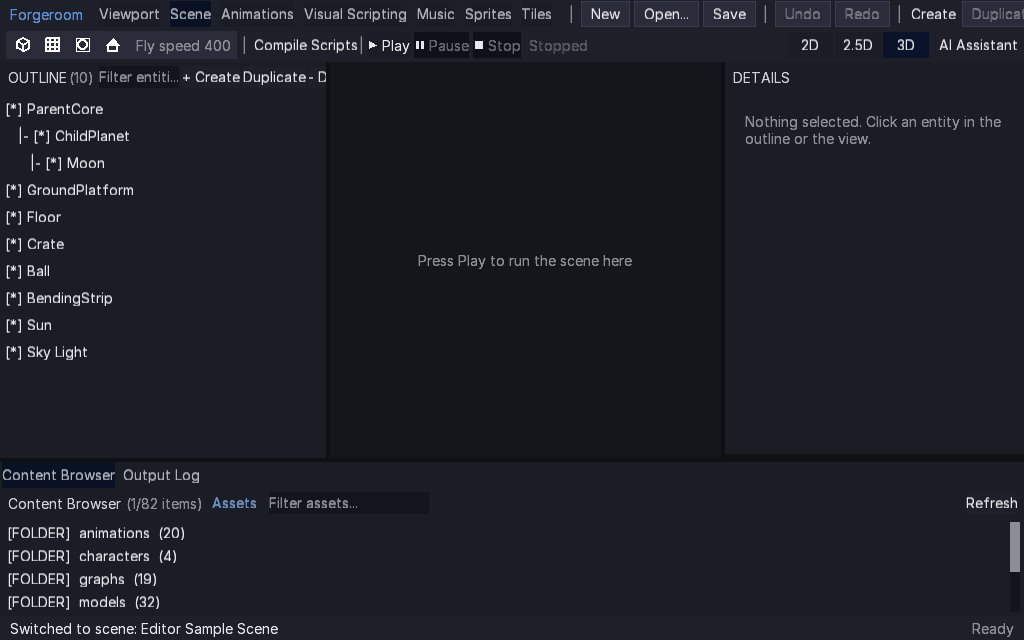 Forgeroom Viewport Scene Animations Visual Scripting Music Sprites Tiles | New Open... Save | Undo Redo | Create Duplicat
Fly speed 400 | Compile Scripts | Play Pause Stop Stopped 2D 2.5D 3D AI Assistant
OUTLINE (10) Filter entiti... + Create Duplicate - D
[*] ParentCore
|- [*] ChildPlanet
|- [*] Moon
[*] GroundPlatform
[*] Floor
[*] Crate
[*] Ball
[*] BendingStrip
[*] Sun
[*] Sky Light
Press Play to run the scene here
DETAILS
Nothing selected. Click an entity in the
outline or the view.
Content Browser Output Log
Content Browser (1/82 items) Assets Filter assets... Refresh
[FOLDER] animations (20)
[FOLDER] characters (4)
[FOLDER] graphs (19)
[FOLDER] models (32)
Switched to scene: Editor Sample Scene Ready